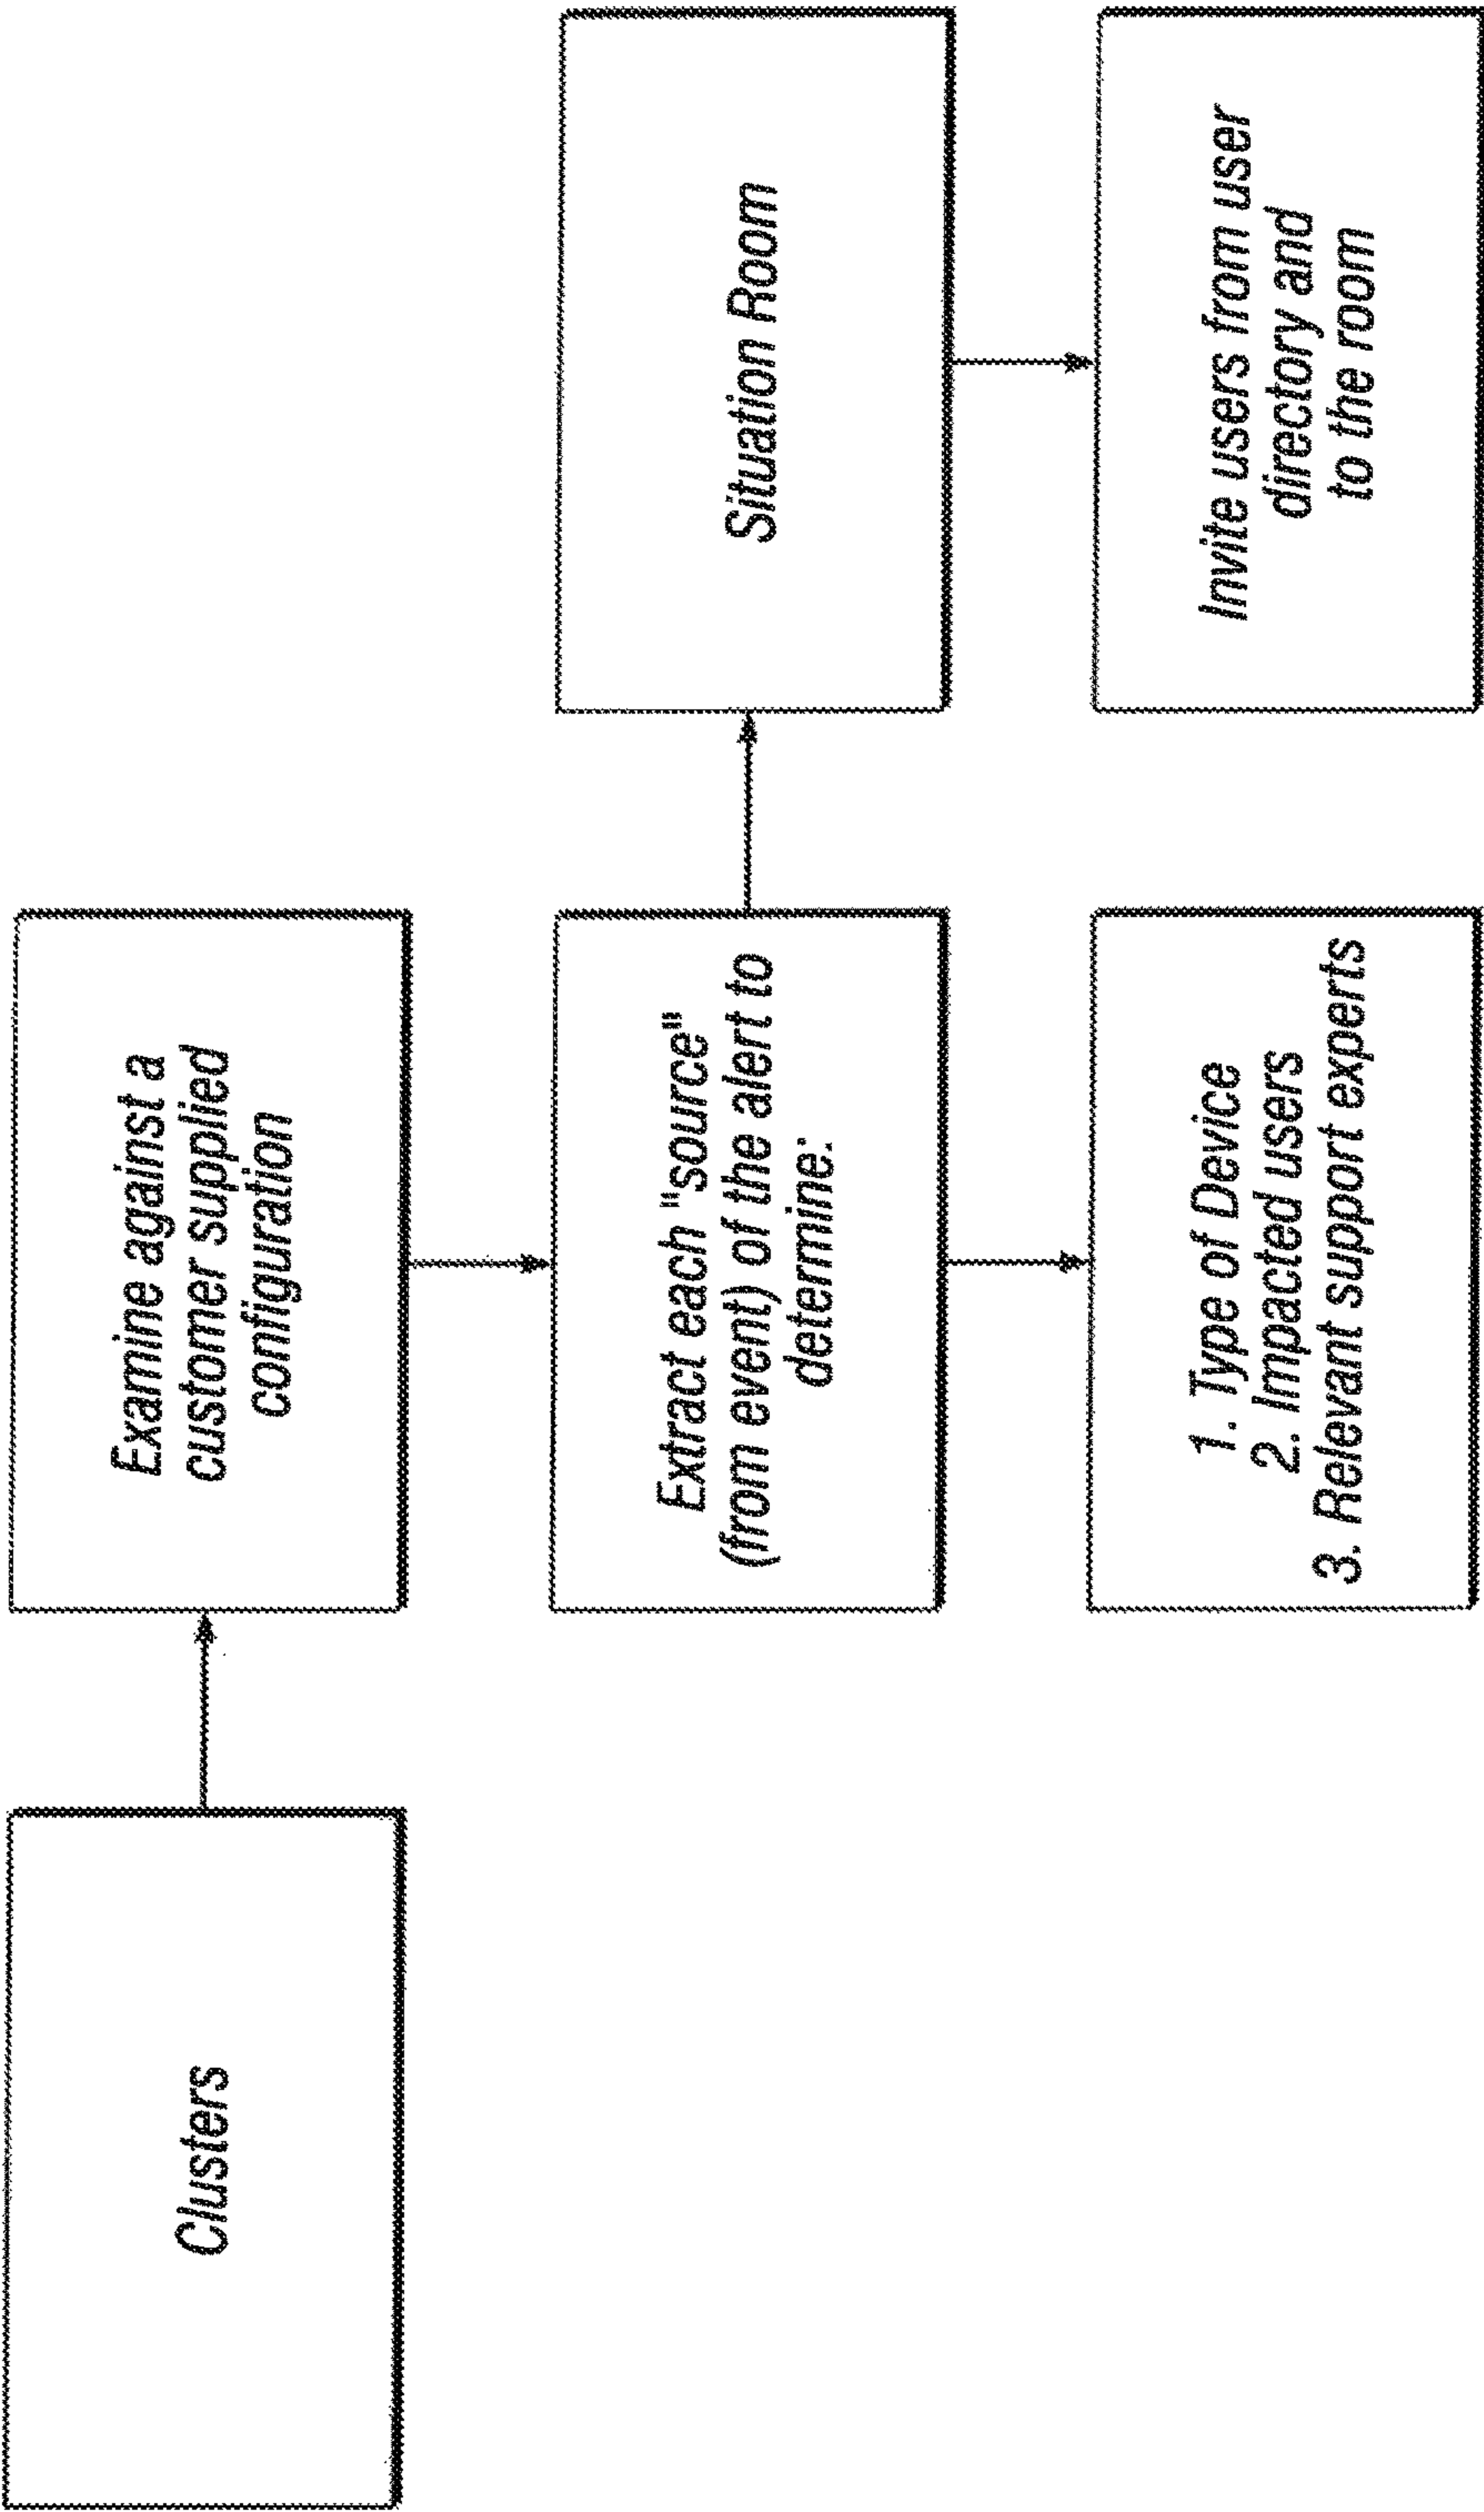 Clusters
Examine against a
customer supplied
configuration
Extract each "source"
(from event) of the alert to
determine:
1. Type of Device
2. Impacted users
3. Relevant support experts
Situation Room
Invite users from user
directory and
to the room